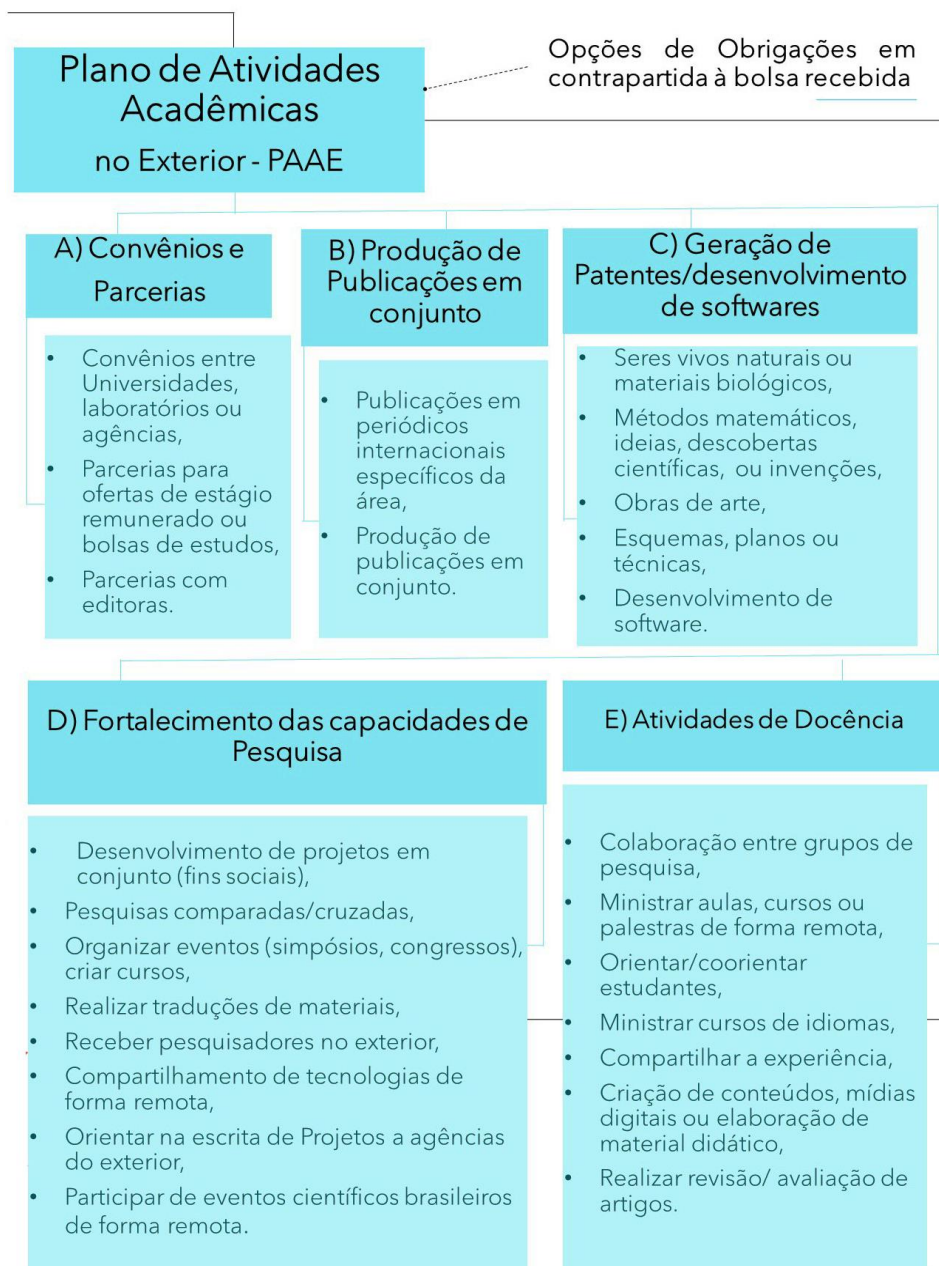 Plano de Atividades
Acadêmicas
no Exterior - PAAE
Opções de Obrigações em
contrapartida à bolsa recebida
A) Convênios e
Parcerias
• Convênios entre
Universidades,
laboratórios ou
agências,
• Parcerias para
ofertas de estágio
remunerado ou
bolsas de estudos,
• Parcerias com
editoras.
B) Produção de
Publicações em
conjunto
• Publicações em
periódicos
internacionais
específicos da
área,
• Produção de
publicações em
conjunto.
C) Geração de
Patentes/desenvolvimento
de softwares
• Seres vivos naturais ou
materiais biológicos,
• Métodos matemáticos,
ideias, descobertas
científicas, ou invenções,
• Obras de arte,
• Esquemas, planos ou
técnicas,
• Desenvolvimento de
software.
D) Fortalecimento das capacidades de
Pesquisa
• Desenvolvimento de projetos em
conjunto (fins sociais),
• Pesquisas comparadas/cruzadas,
• Organizar eventos (simpósios, congressos),
criar cursos,
• Realizar traduções de materiais,
• Receber pesquisadores no exterior,
• Compartilhamento de tecnologias de
forma remota,
• Orientar na escrita de Projetos a agências
do exterior,
• Participar de eventos científicos brasileiros
de forma remota.
E) Atividades de Docência
• Colaboração entre grupos de
pesquisa,
• Ministrar aulas, cursos ou
palestras de forma remota,
• Orientar/coorientar
estudantes,
• Ministrar cursos de idiomas,
• Compartilhar a experiência,
• Criação de conteúdos, mídias
digitais ou elaboração de
material didático,
• Realizar revisão/ avaliação de
artigos.